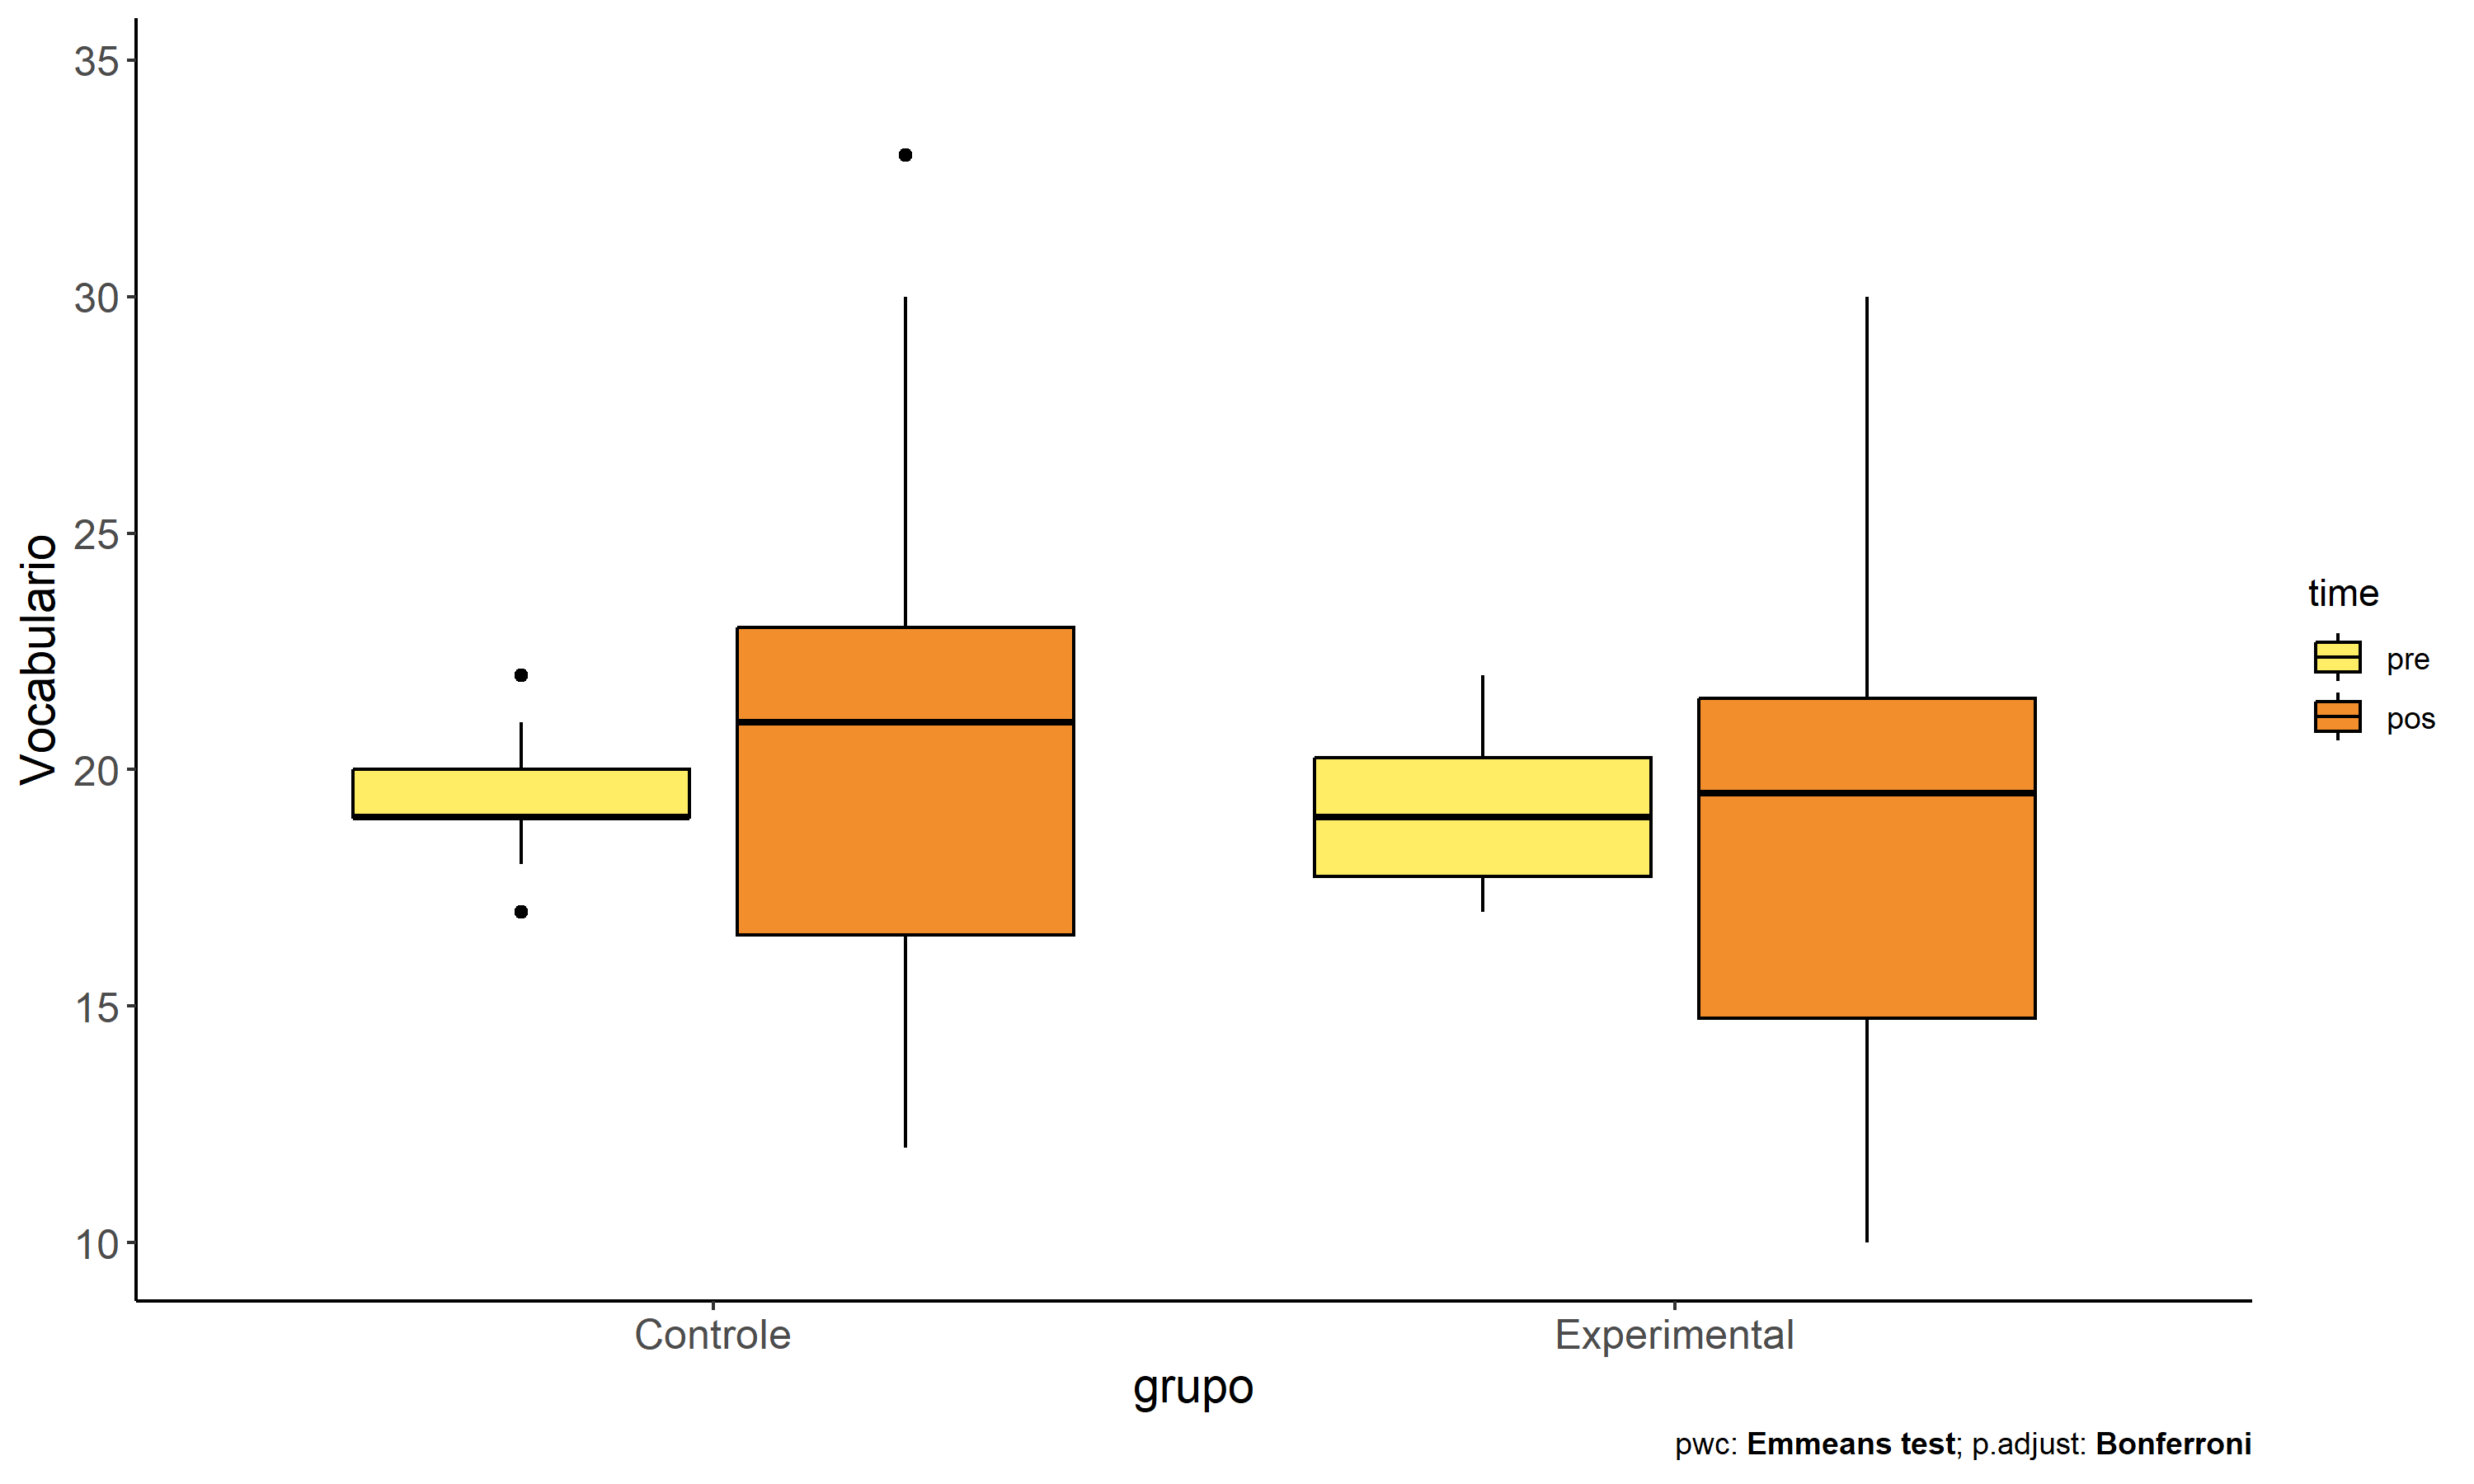 35
30
25
20
15
10
Vocabulario
Controle
Experimental
grupo
time
pre
pos
pwc: Emmeans test; p.adjust: Bonferroni